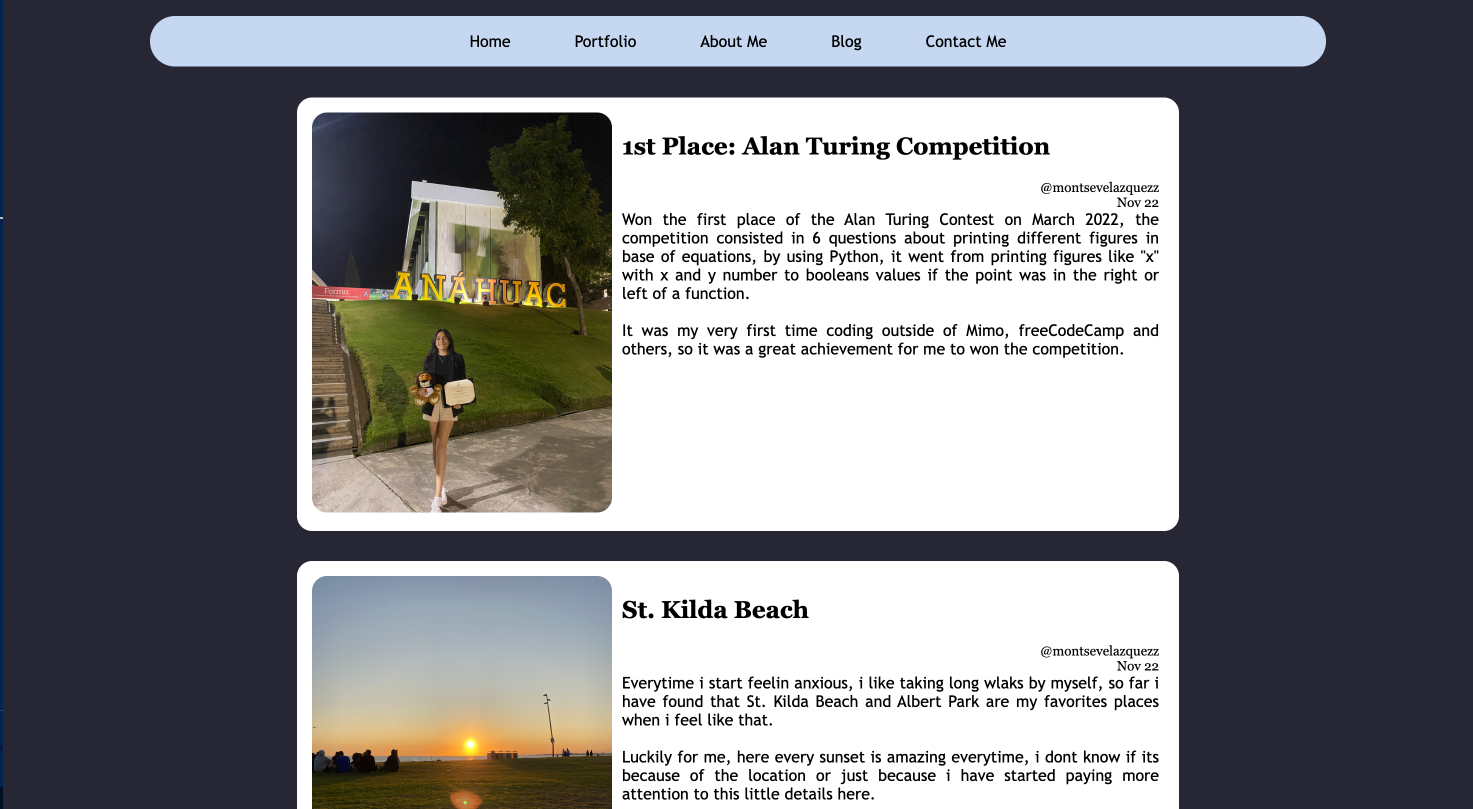 Home Portfolio About Me Blog Contact Me
Forma.
ANÁHUAC
1st Place: Alan Turing Competition
@montsevelazquezz
Nov 22
Won the first place of the Alan Turing Contest on March 2022, the
competition consisted in 6 questions about printing different figures in
base of equations, by using Python, it went from printing figures like "x"
with x and y number to booleans values if the point was in the right or
left of a function.
It was my very first time coding outside of Mimo, freeCodeCamp and
others, so it was a great achievement for me to won the competition.
St. Kilda Beach
@montsevelazquezz
Nov 22
Everytime i start feelin anxious, i like taking long wlaks by myself, so far i
have found that St. Kilda Beach and Albert Park are my favorites places
when i feel like that.
Luckily for me, here every sunset is amazing everytime, i dont know if its
because of the location or just because i have started paying more
attention to this little details here.